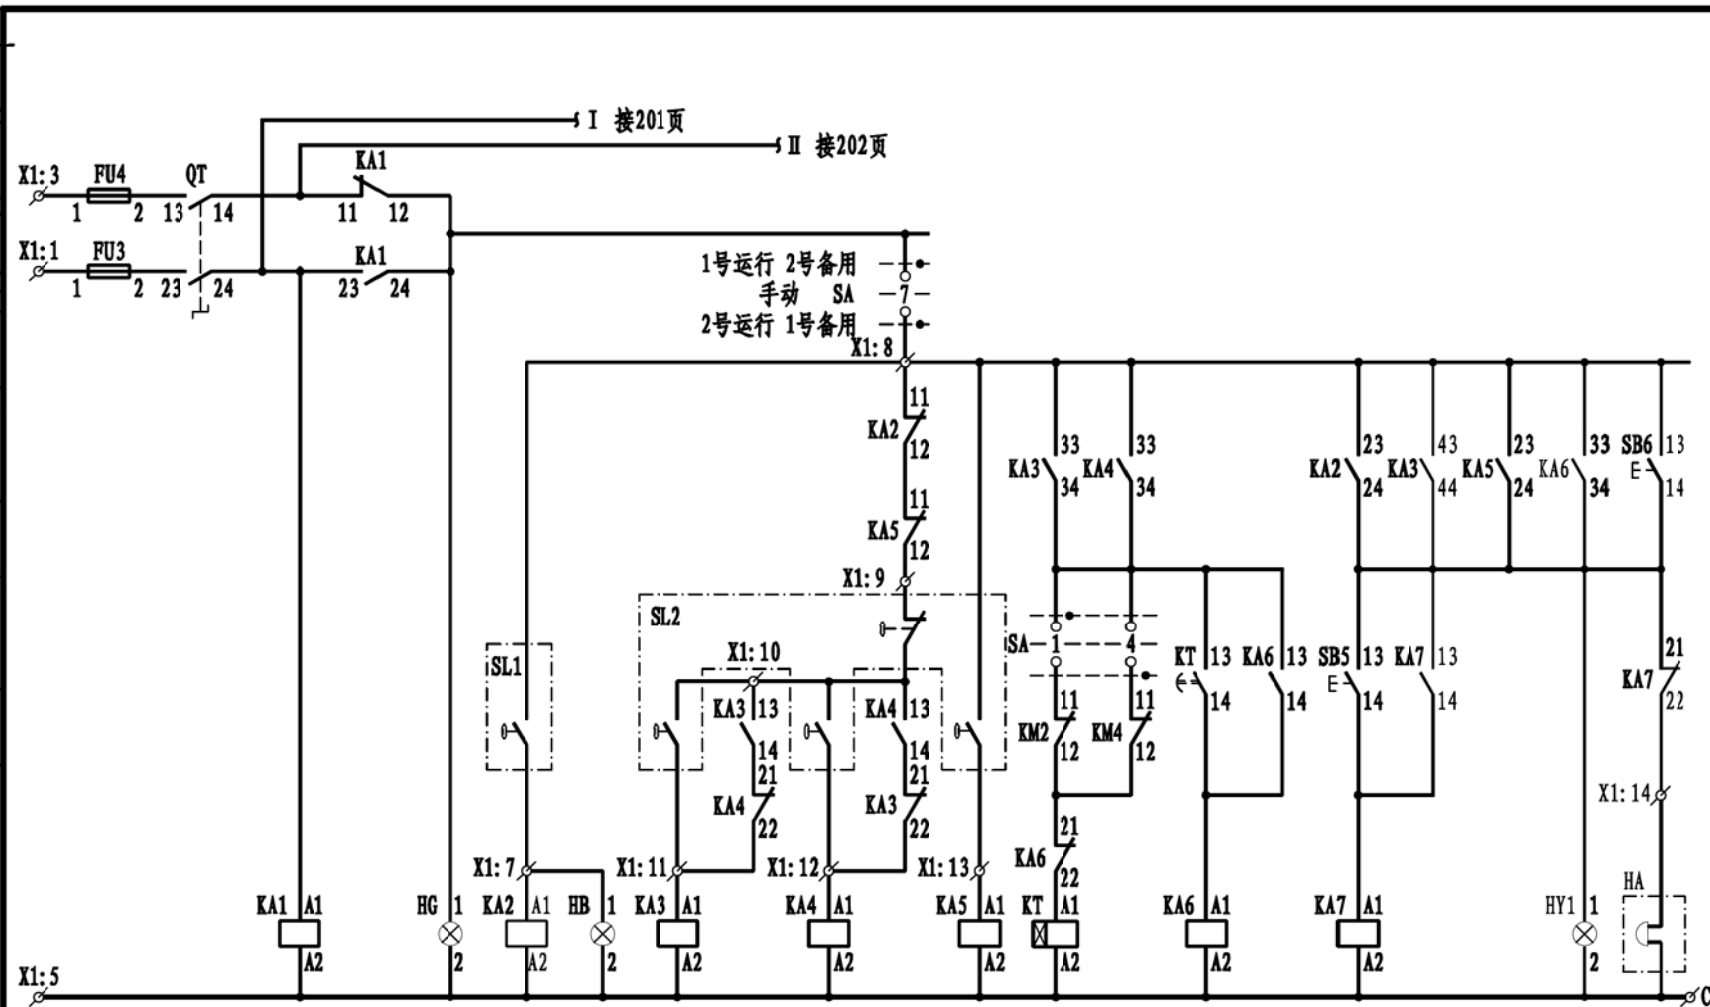 I 接201页
II 接202页
X1:3 FU4 QT KA1
1 2 13 14 11 12
X1:1 FU3 KA1
1 2 23 24 23 24
1号运行 2号备用
手动 SA 7
2号运行 1号备用
X1:8
11
KA2
12
11
KA5
12
X1:9
33 33 23 43 23 33 13
KA3 KA4 KA2 KA3 KA5 KA6 SB6
34 34 24 44 24 34 14
SL2
SL1
X1:10
SA 1 4
KT 13 KA6 13 SB5 13 KA7 13
14 14 14 14
21
KA7
22
KA3 13 KA4 13
14 14
11 11
KM2 KM4
12 12
21 21
KA4 KA3
22 22
X1:14
21
KA6
22
X1:7 X1:11 X1:12 X1:13
HA
KA1 A1 HG 1 KA2 A1 HB 1 KA3 A1 KA4 A1 KA5 A1 KT A1 KA6 A1 KA7 A1 HY1 1
A2 2 A2 2 A2 A2 A2 A2 A2 A2 2
X1:5